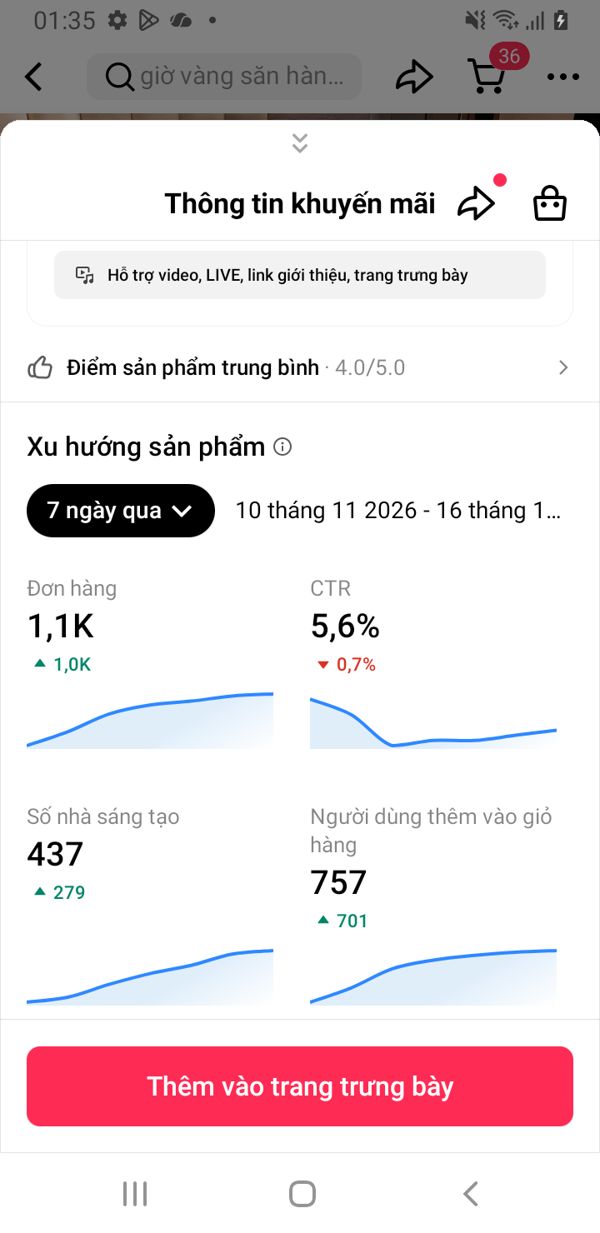 01:35
36
giờ vàng săn hàn...
Thông tin khuyến mãi
Hỗ trợ video, LIVE, link giới thiệu, trang trưng bày
Điểm sản phẩm trung bình · 4.0/5.0
Xu hướng sản phẩm
7 ngày qua
10 tháng 11 2026 - 16 tháng 1...
Đơn hàng
1,1K
1,0K
CTR
5,6%
0,7%
Số nhà sáng tạo
437
279
Người dùng thêm vào giỏ
hàng
757
701
Thêm vào trang trưng bày